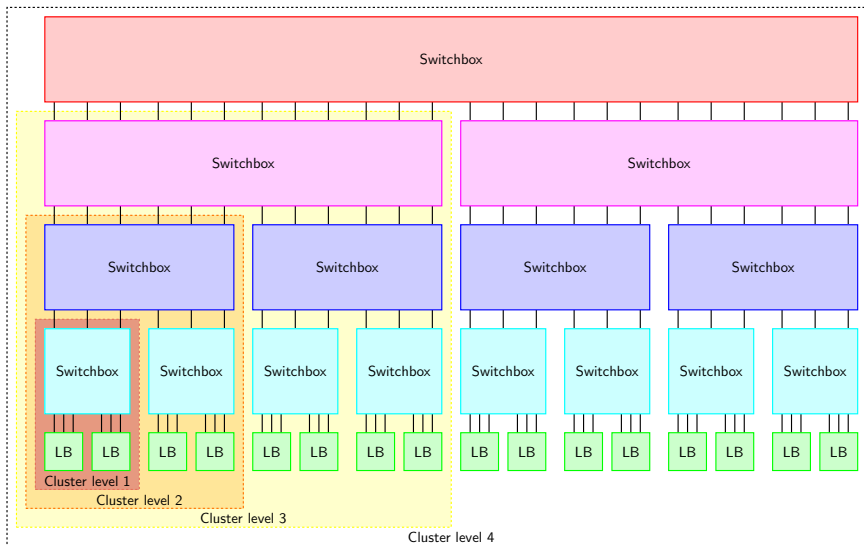 Switchbox
Switchbox Switchbox
Switchbox Switchbox Switchbox Switchbox
Switchbox Switchbox Switchbox Switchbox Switchbox Switchbox Switchbox Switchbox
LB LB LB LB LB LB LB LB LB LB LB LB LB LB LB LB
Cluster level 1
Cluster level 2
Cluster level 3
Cluster level 4